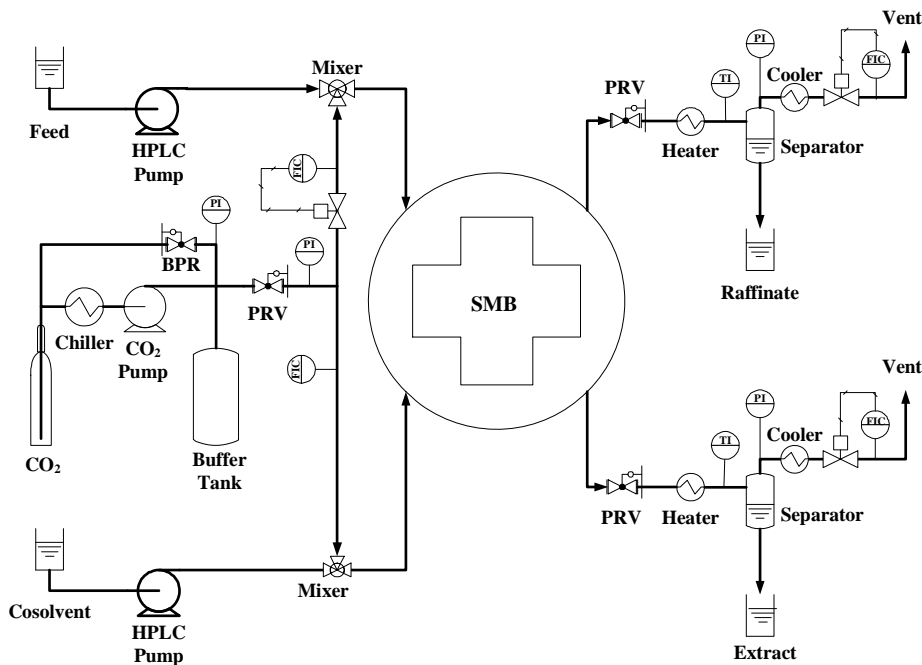 Vent
PI
FIC
Mixer
PRV
TI
Cooler
Feed
HPLC
Pump
Heater
Separator
FIC
PI
PI
BPR
PRV
SMB
Raffinate
Chiller
CO₂
Pump
Vent
FIC
PI
FIC
Cooler
CO₂
Buffer
Tank
TI
PRV
Heater
Separator
Cosolvent
HPLC
Pump
Mixer
Extract